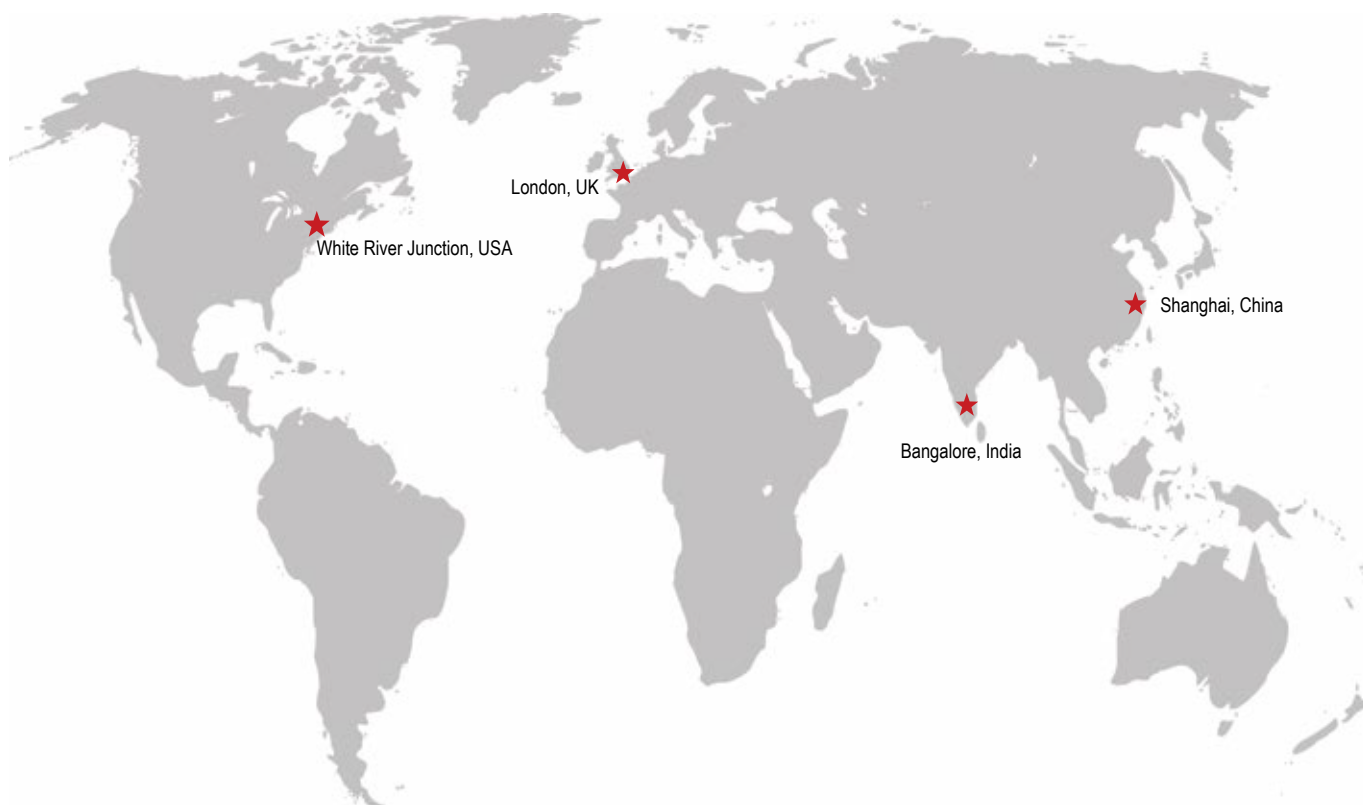 London, UK
White River Junction, USA
Shanghai, China
Bangalore, India